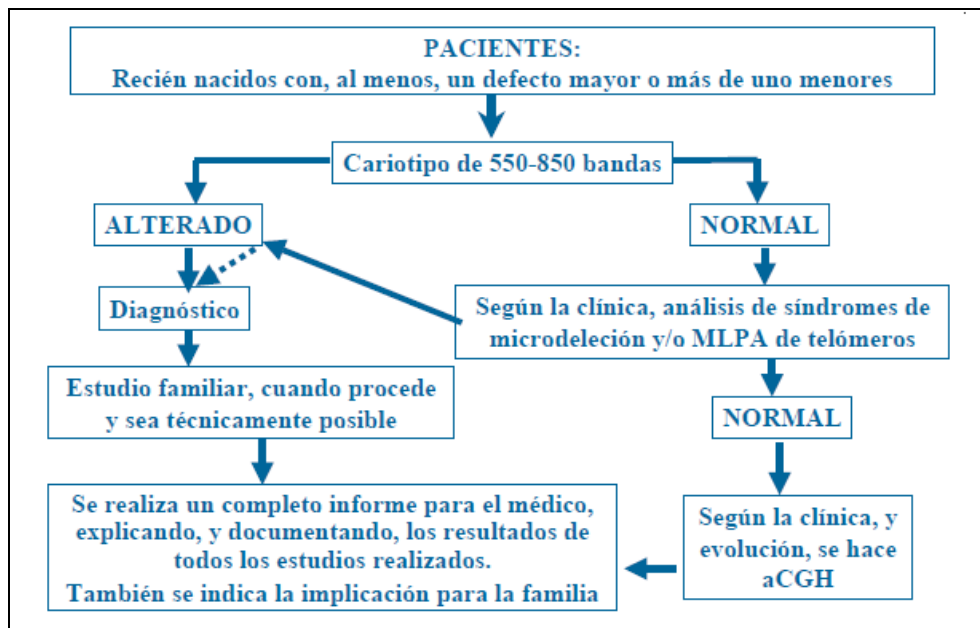 PACIENTES:
Recién nacidos con, al menos, un defecto mayor o más de uno menores
Cariotipo de 550-850 bandas
ALTERADO
NORMAL
Diagnóstico
Según la clínica, análisis de síndromes de
microdeleción y/o MLPA de telómeros
Estudio familiar, cuando procede
y sea técnicamente posible
NORMAL
Se realiza un completo informe para el médico,
explicando, y documentando, los resultados de
todos los estudios realizados.
También se indica la implicación para la familia
Según la clínica, y
evolución, se hace
aCGH